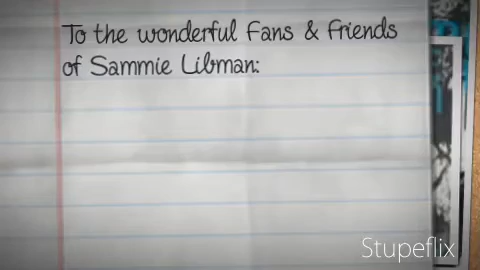 To the wonderful Fans & Friends
of Sammie Libman:
Stupeflix